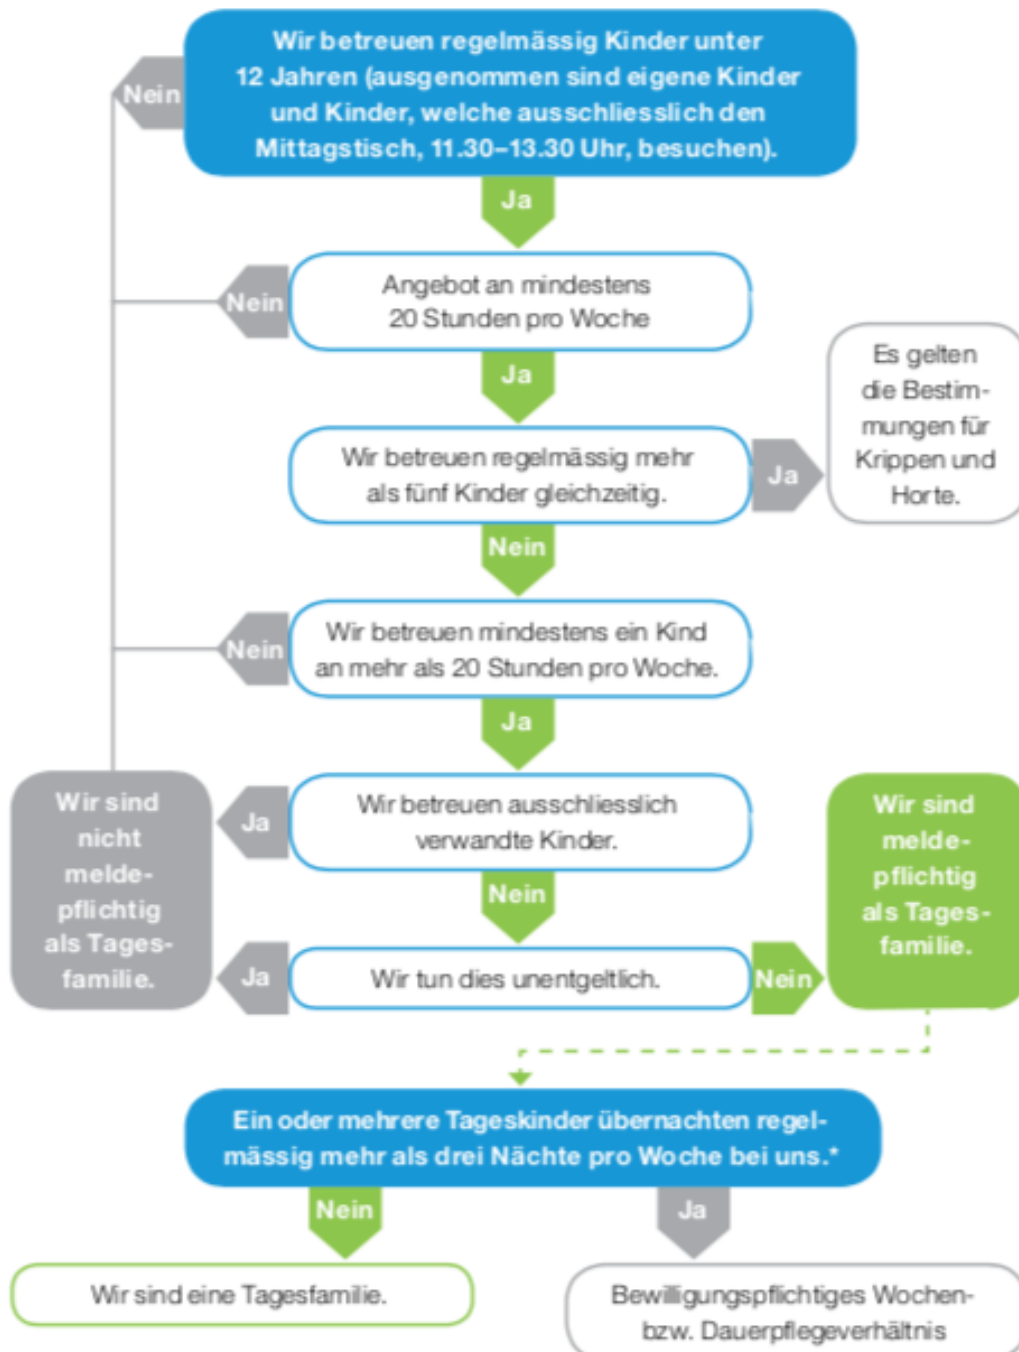 Wir betreuen regelmässig Kinder unter
12 Jahren (ausgenommen sind eigene Kinder
und Kinder, welche ausschliesslich den
Mittagstisch, 11.30–13.30 Uhr, besuchen).
Nein
Ja
Angebot an mindestens
20 Stunden pro Woche
Nein
Ja
Wir betreuen regelmässig mehr
als fünf Kinder gleichzeitig.
Ja
Es gelten
die Bestim-
mungen für
Krippen und
Horte.
Nein
Wir betreuen mindestens ein Kind
an mehr als 20 Stunden pro Woche.
Nein
Ja
Wir betreuen ausschliesslich
verwandte Kinder.
Ja
Wir sind
nicht
melde-
pflichtig
als Tages-
familie.
Nein
Wir tun dies unentgeltlich.
Ja
Nein
Wir sind
melde-
pflichtig
als Tages-
familie.
Ein oder mehrere Tageskinder übernachten regel-
mässig mehr als drei Nächte pro Woche bei uns.*
Nein
Ja
Wir sind eine Tagesfamilie.
Bewilligungspflichtiges Wochen-
bzw. Dauerpflegeverhältnis